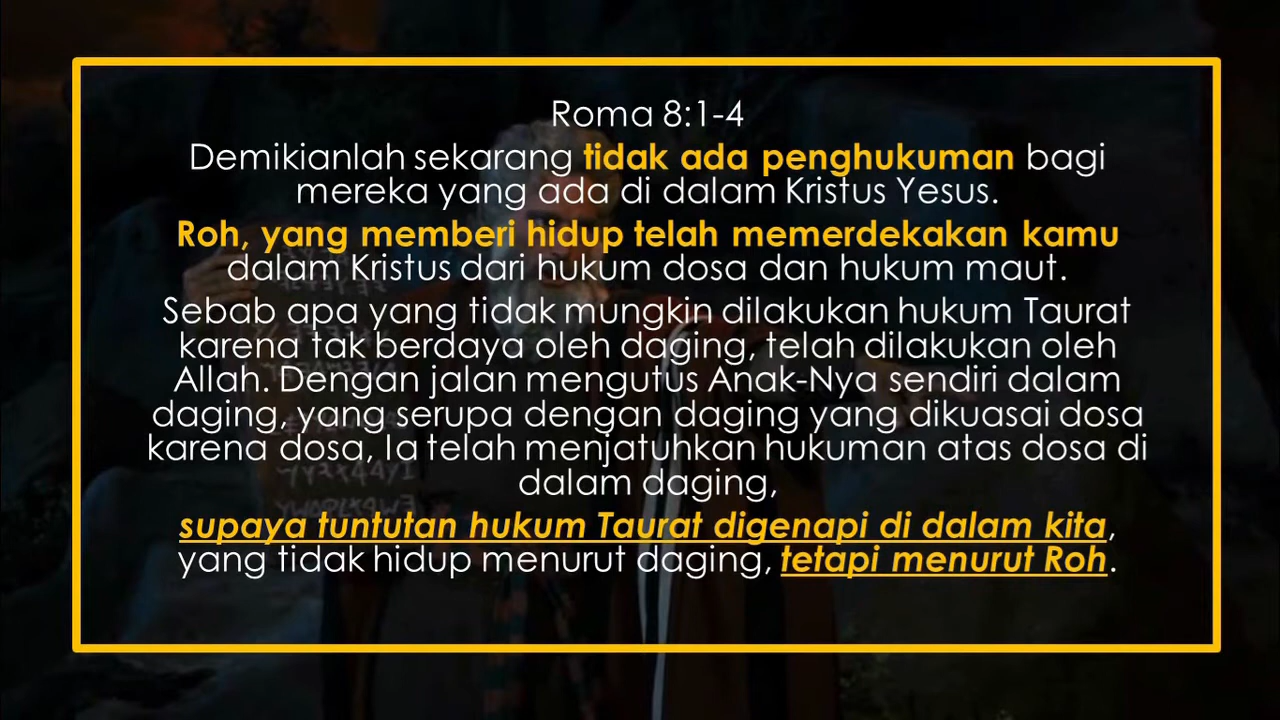 Roma 8:1-4
Demikianlah sekarang tidak ada penghukuman bagi
mereka yang ada di dalam Kristus Yesus.
Roh, yang memberi hidup telah memerdekakan kamu
dalam Kristus dari hukum dosa dan hukum maut.
Sebab apa yang tidak mungkin dilakukan hukum Taurat
karena tak berdaya oleh daging, telah dilakukan oleh
Allah. Dengan jalan mengutus Anak-Nya sendiri dalam
daging, yang serupa dengan daging yang dikuasai dosa
karena dosa, Ia telah menjatuhkan hukuman atas dosa di
dalam daging,
supaya tuntutan hukum Taurat digenapi di dalam kita,
yang tidak hidup menurut daging, tetapi menurut Roh.